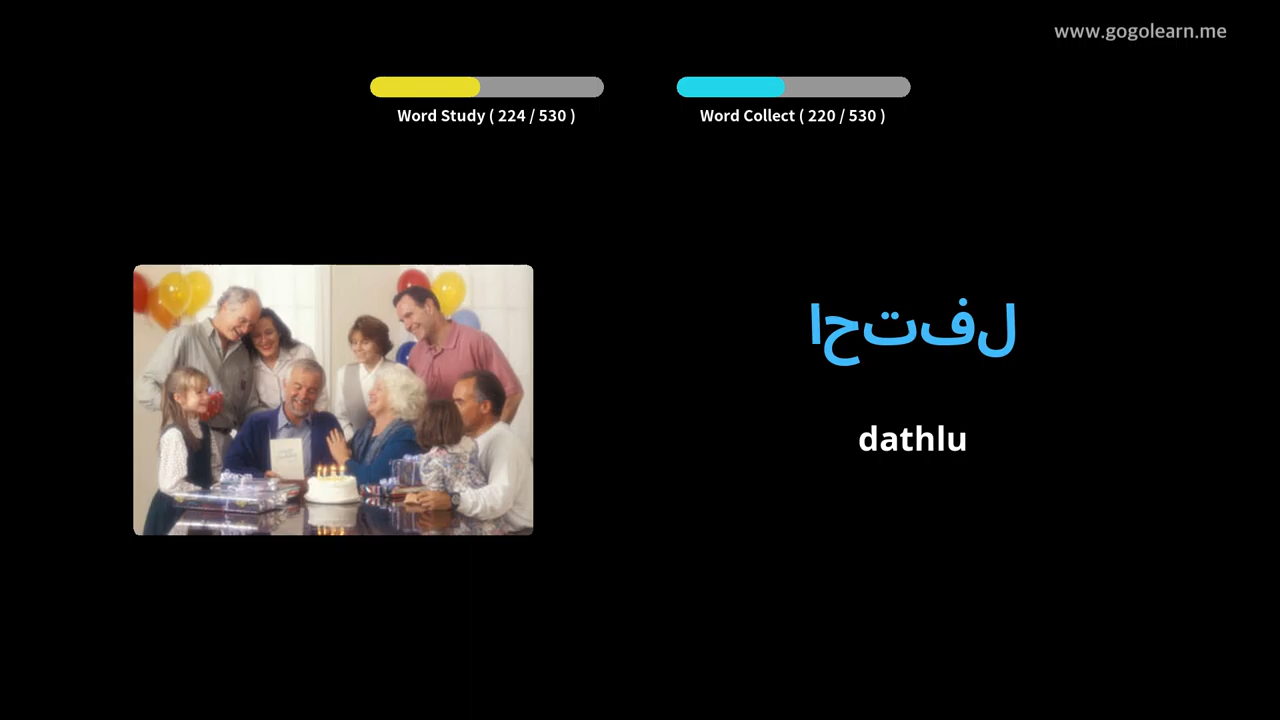 www.gogolearn.me
Word Study ( 224 / 530 )
Word Collect ( 220 / 530 )
احتفل
dathlu